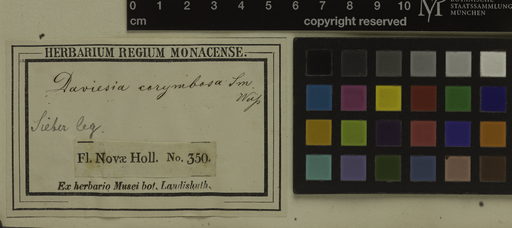 0 1 2 3 4 5 6 7 8 9 10
cm copyright reserved
STAATSSAMMLUNG
MÜNCHEN
HERBARIUM REGIUM MONACENSE.
Daviesia corymbosa Sm.
Sieber leg.
Fl. Novæ Holl. No. 350.
Ex herbario Musei bot. Landishuth.